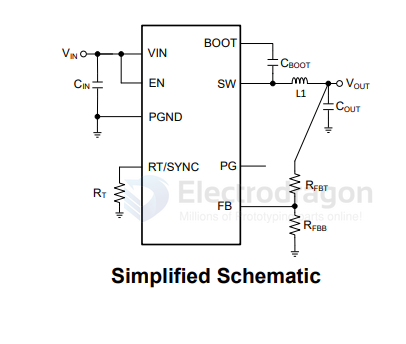 BOOT
VIN
VIN
CBOOT
EN
SW
VOUT
CIN
L1
COUT
PGND
RT/SYNC
PG
RT
RFBT
Electrodragon
FB
RFBB
Simplified Schematic